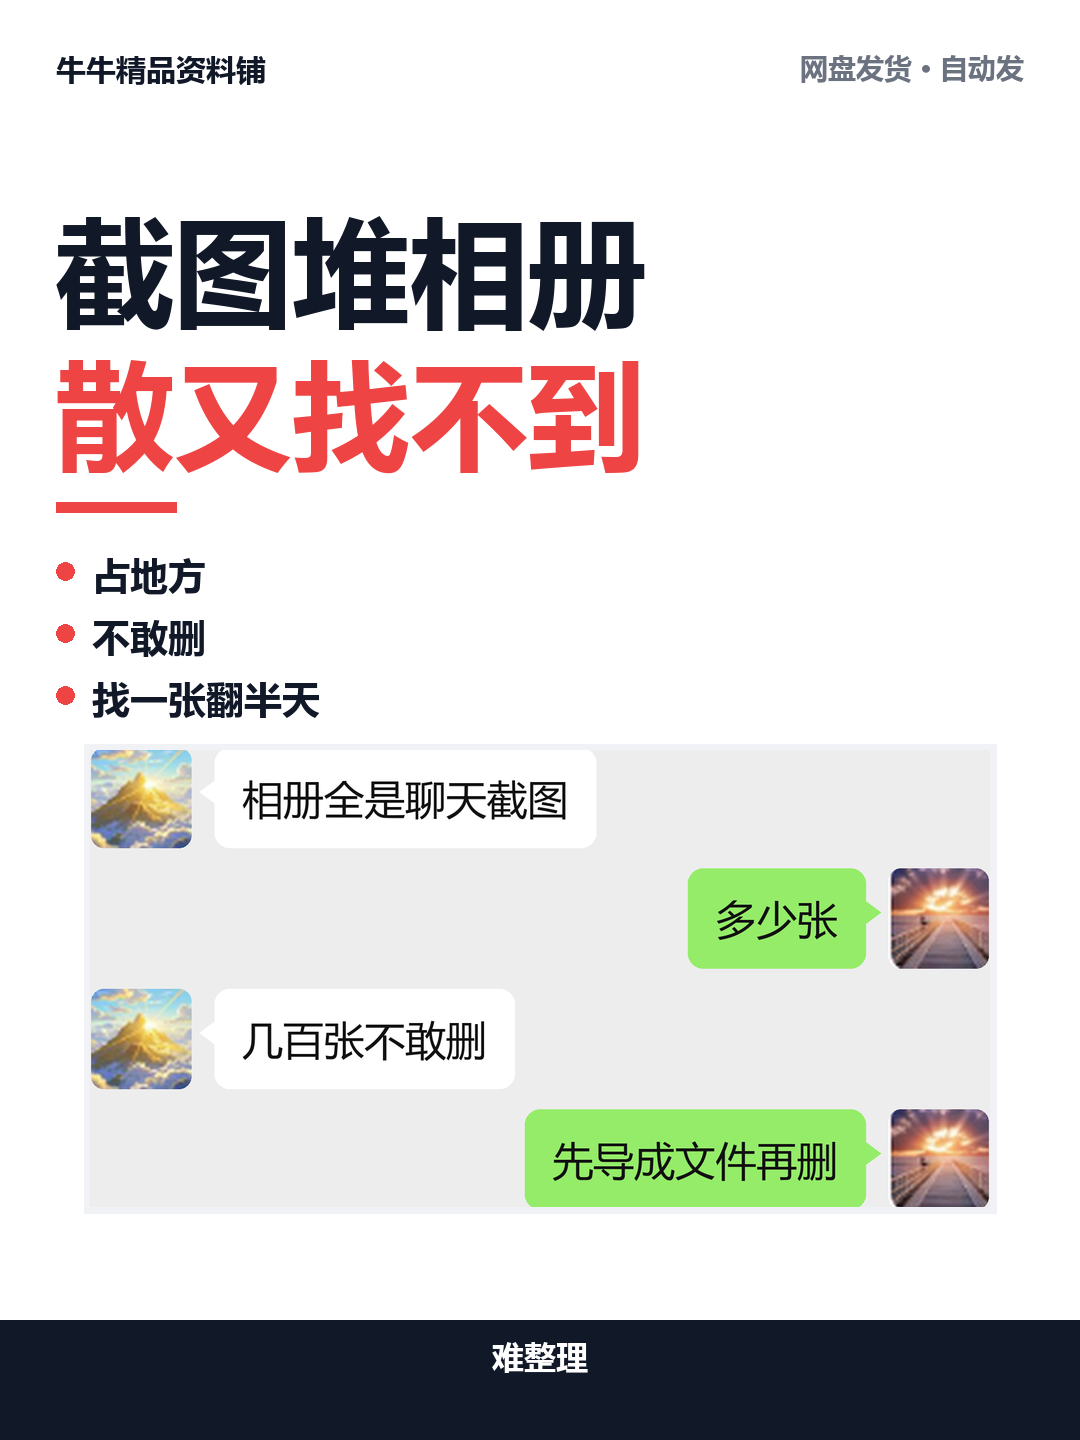 牛牛精品资料铺
网盘发货・自动发
截图堆相册
散又找不到
占地方
不敢删
找一张翻半天
相册全是聊天截图
多少张
几百张不敢删
先导成文件再删
难整理